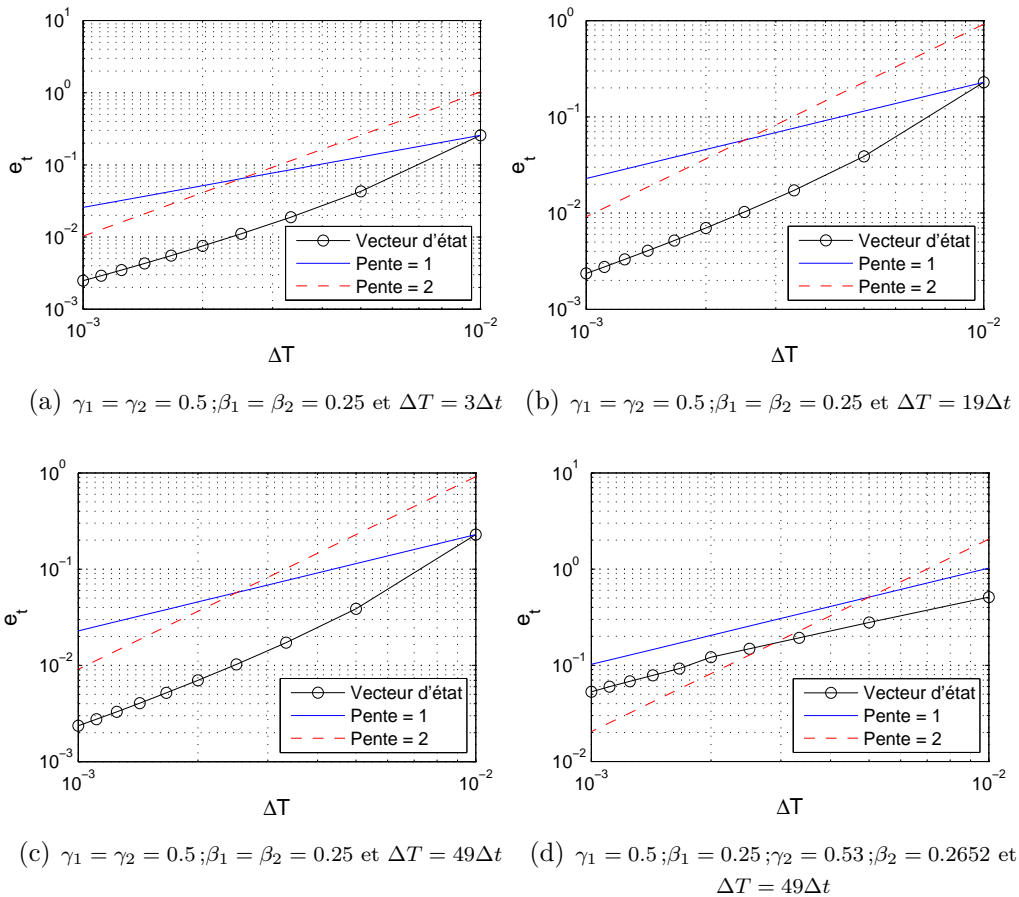 10^1
10^0
10^-1
10^-2
10^-3
e_t
10^-3
10^-2
ΔT
Vecteur d'état
Pente = 1
Pente = 2
10^0
10^-1
10^-2
10^-3
e_t
10^-3
10^-2
ΔT
Vecteur d'état
Pente = 1
Pente = 2
(a) γ₁ = γ₂ = 0.5 ;β₁ = β₂ = 0.25 et ΔT = 3Δt
(b) γ₁ = γ₂ = 0.5 ;β₁ = β₂ = 0.25 et ΔT = 19Δt
10^0
10^-1
10^-2
10^-3
e_t
10^-3
10^-2
ΔT
Vecteur d'état
Pente = 1
Pente = 2
10^1
10^0
10^-1
10^-2
e_t
10^-3
10^-2
ΔT
Vecteur d'état
Pente = 1
Pente = 2
(c) γ₁ = γ₂ = 0.5 ;β₁ = β₂ = 0.25 et ΔT = 49Δt
(d) γ₁ = 0.5 ;β₁ = 0.25 ;γ₂ = 0.53 ;β₂ = 0.2652 et
ΔT = 49Δt